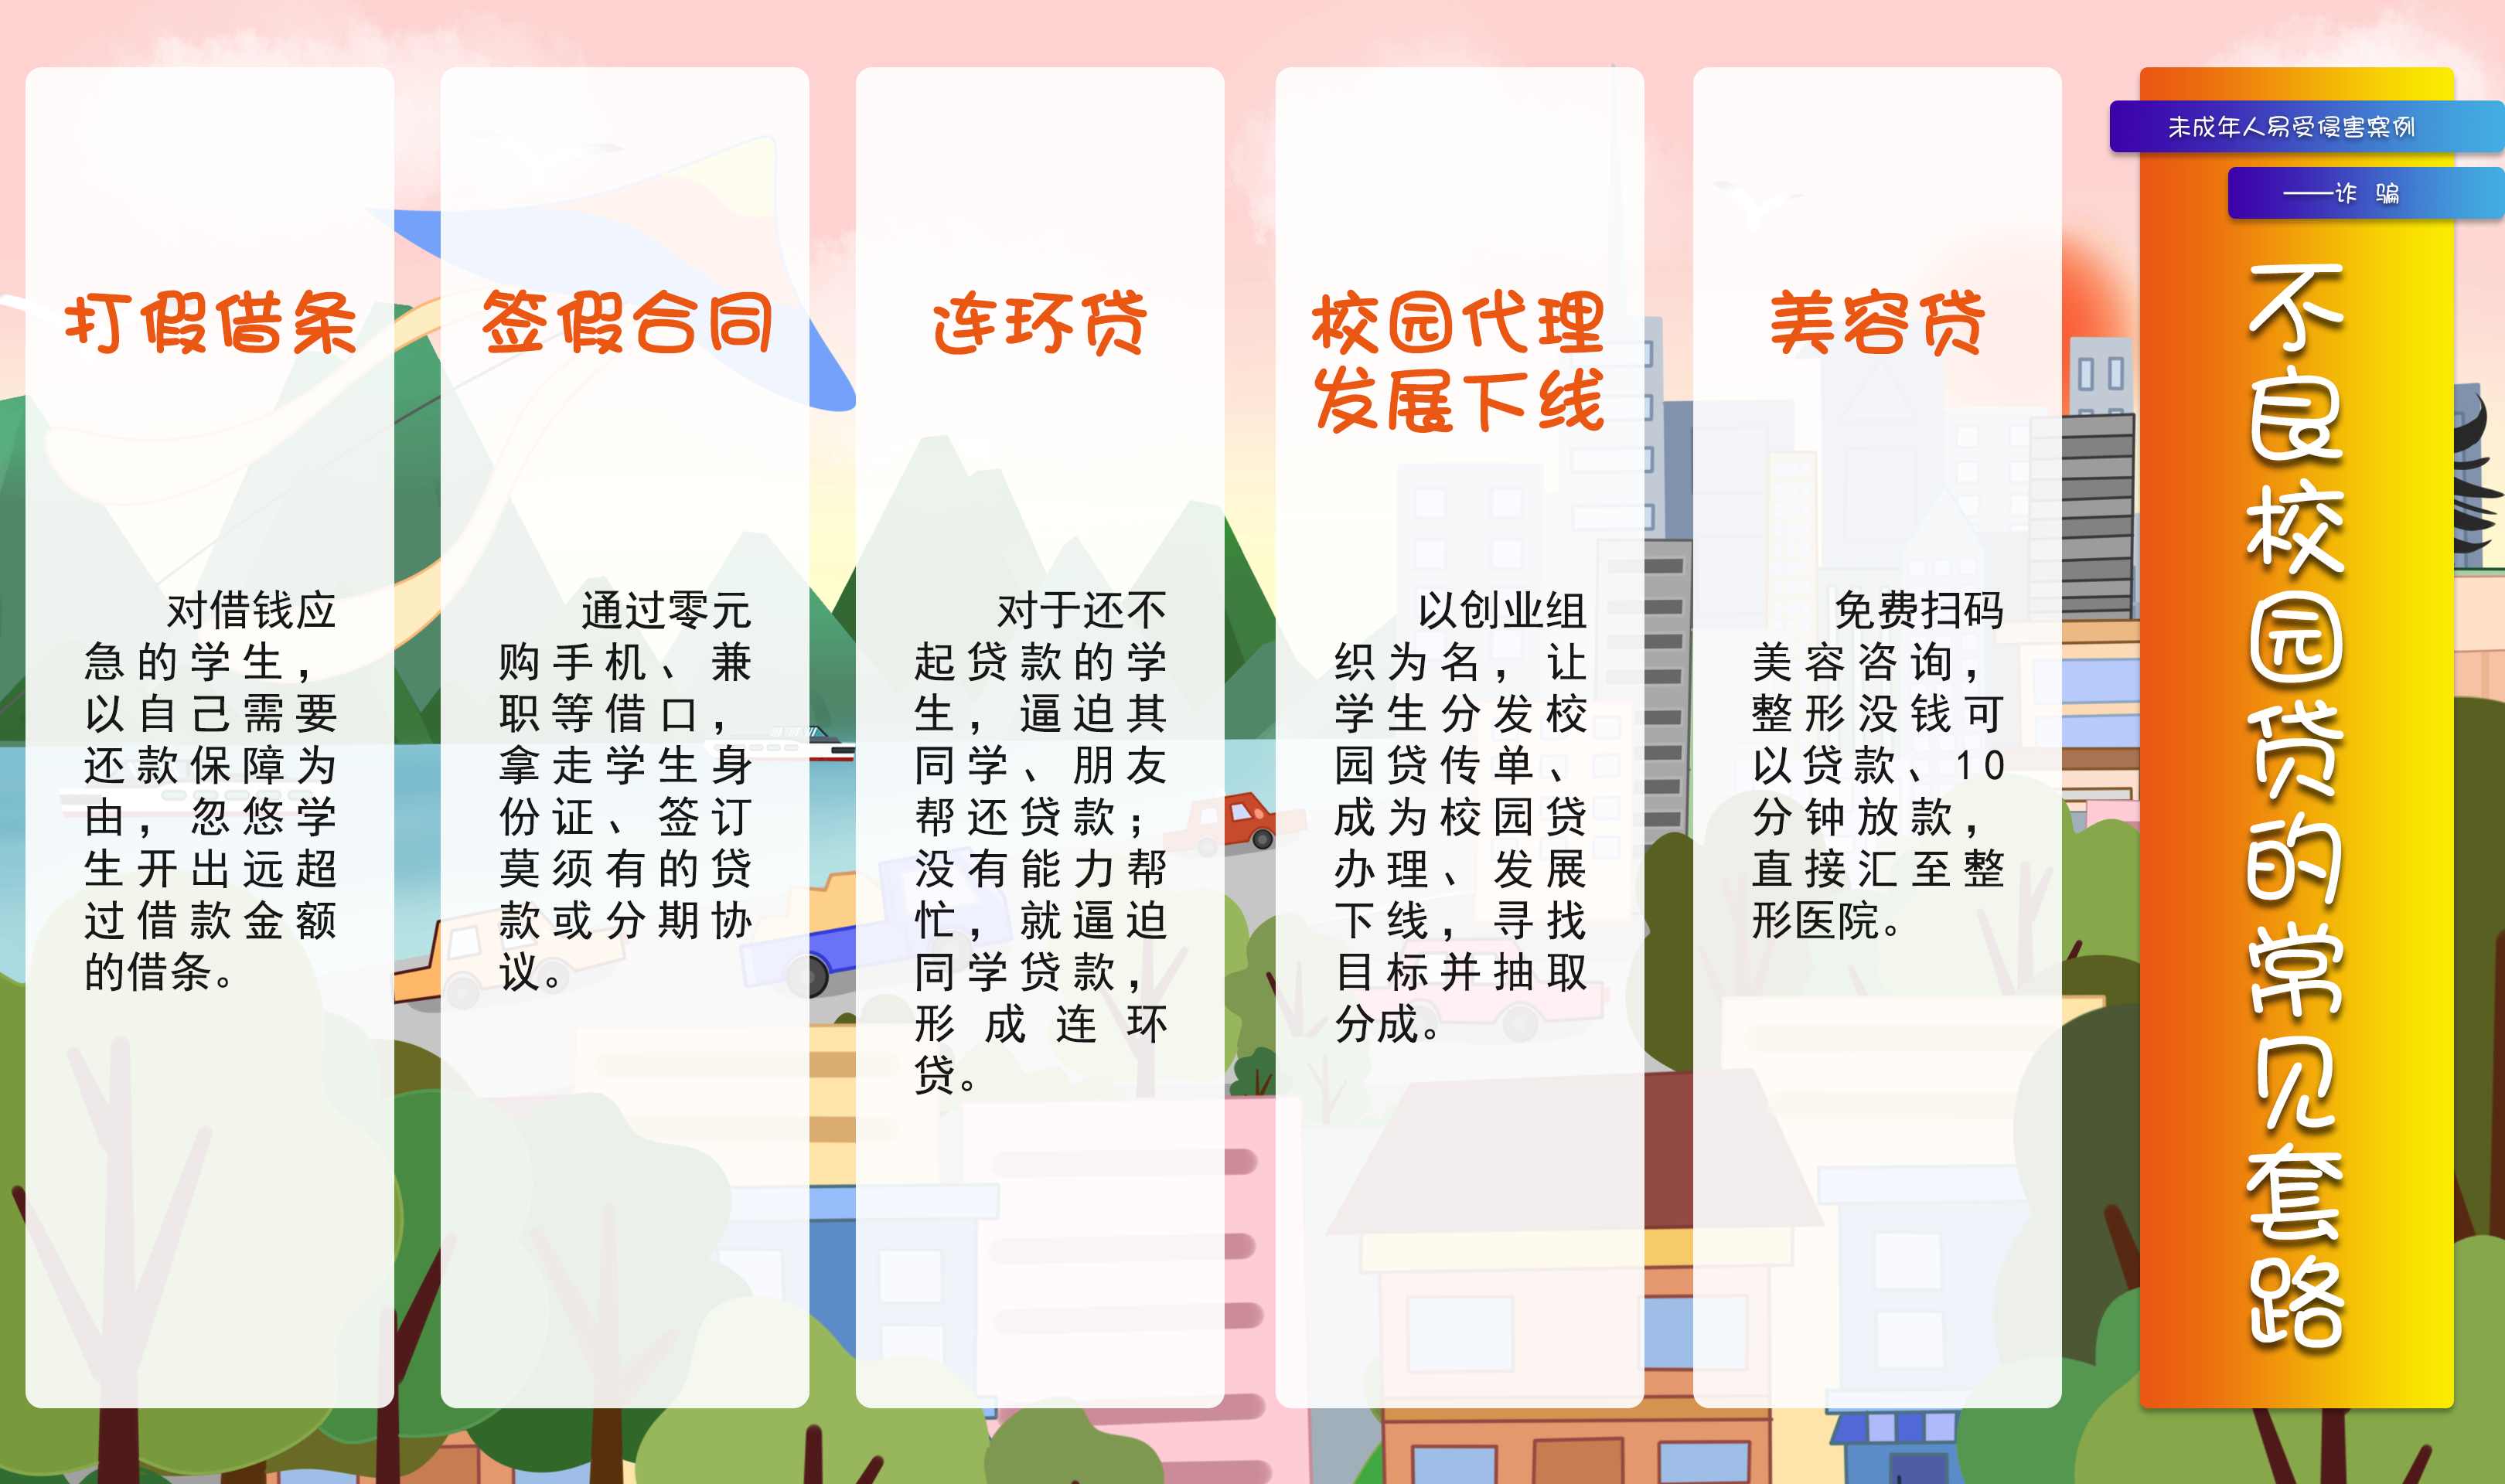 未成年人易受侵害案例
——诈 骗
不良校园贷的常见套路
打假借条
对借钱应
急的学生，
以自己需要
还款保障为
由，忽悠学
生开出远超
过借款金额
的借条。
签假合同
通过零元
购手机、兼
职等借口，
拿走学生身
份证、签订
莫须有的贷
款或分期协
议。
连环贷
对于还不
起贷款的学
生，逼迫其
同学、朋友
帮还贷款；
没有能力帮
忙，就逼迫
同学贷款，
形成连环
贷。
校园代理
发展下线
以创业组
织为名，让
学生分发校
园贷传单、
成为校园贷
办理、发展
下线，寻找
目标并抽取
分成。
美容贷
免费扫码
美容咨询，
整形没钱可
以贷款、10
分钟放款，
直接汇至整
形医院。